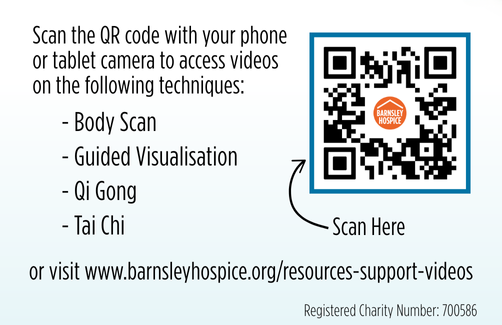 Scan the QR code with your phone
or tablet camera to access videos
on the following techniques:
- Body Scan
- Guided Visualisation
- Qi Gong
- Tai Chi
BARNSLEY
HOSPICE
Scan Here
or visit www.barnsleyhospice.org/resources-support-videos
Registered Charity Number: 700586